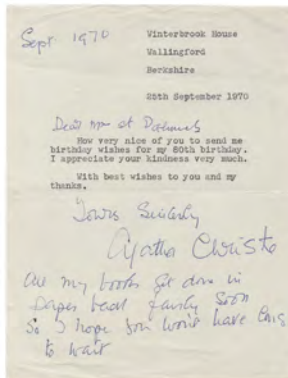 Sept 1970
Winterbrook House
Wallingford
Berkshire
25th September 1970
Dear
How very nice of you to send me
birthday wishes for my 80th birthday.
I appreciate your kindness very much.
With best wishes to you and my
thanks.
Yours Sincerely
Agatha Christie
All my books get done in
paper back fairly soon
So I hope you won't have long
to wait